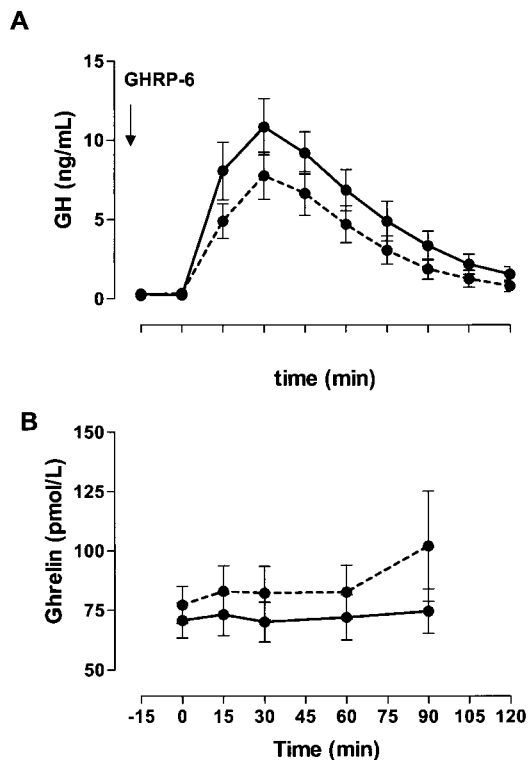 A
GHRP-6
15
10
5
0
GH (ng/mL)
time (min)
B
150
125
100
75
50
Ghrelin (pmol/L)
-15 0 15 30 45 60 75 90 105 120
Time (min)